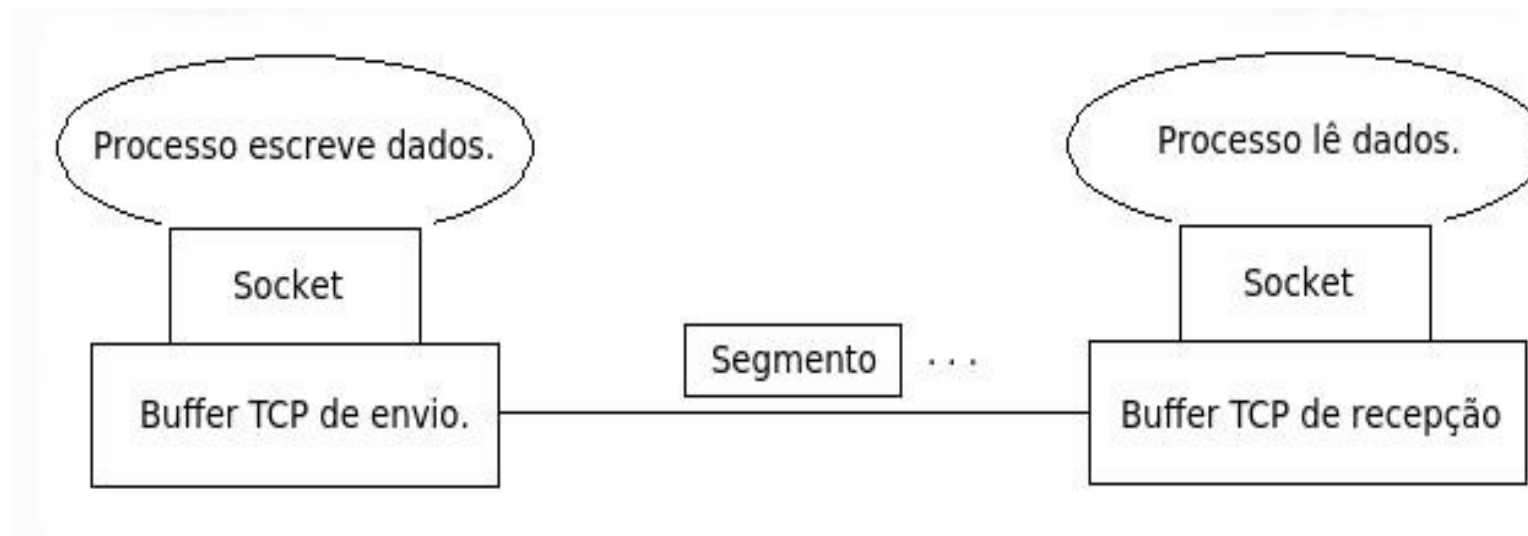 Processo escreve dados.
Processo lê dados.
Socket
Socket
Segmento ...
Buffer TCP de envio.
Buffer TCP de recepção